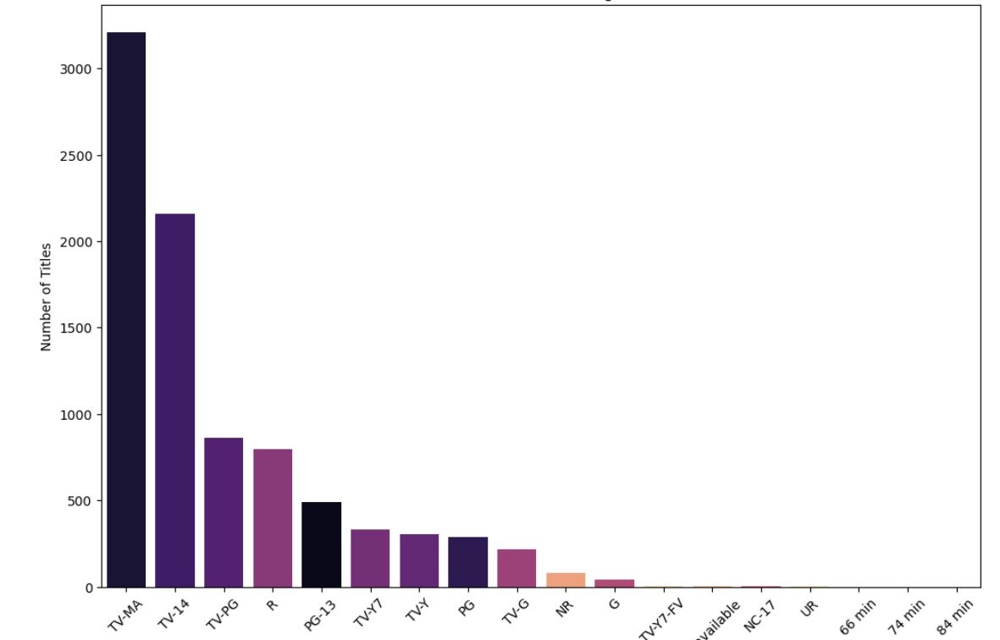 3000
2500
2000
1500
1000
500
0
Number of Titles
TV-MA
TV-14
TV-PG
R
PG-13
TV-Y7
TV-Y
PG
TV-G
NR
G
TV-Y7-FV
NC-17
UR
66 min
74 min
84 min